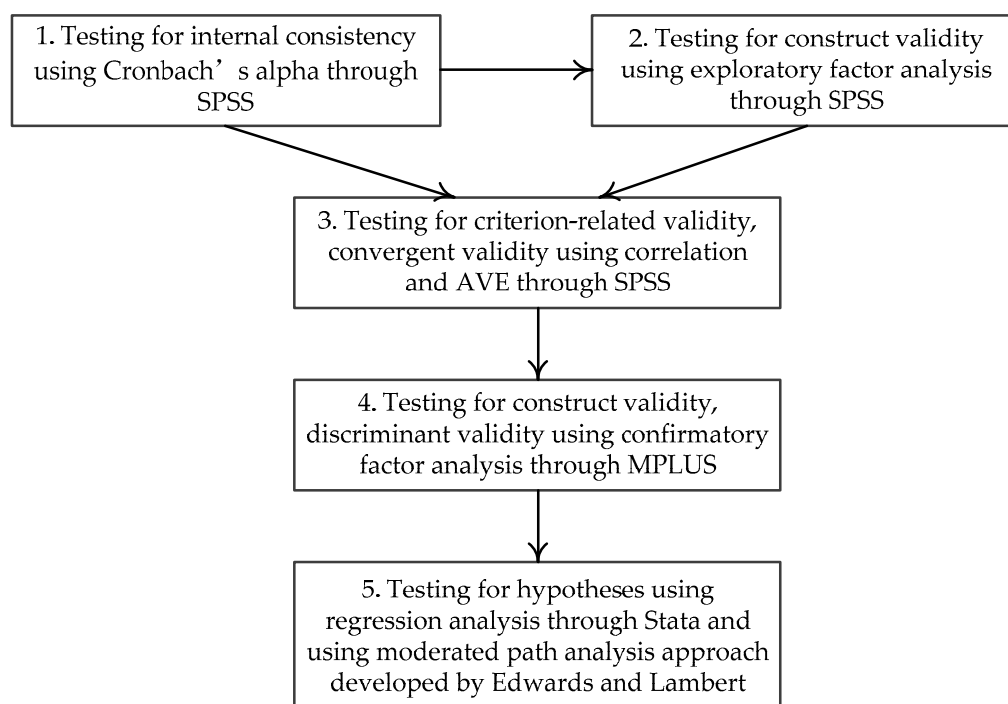 1. Testing for internal consistency
using Cronbach’s alpha through
SPSS
2. Testing for construct validity
using exploratory factor analysis
through SPSS
3. Testing for criterion-related validity,
convergent validity using correlation
and AVE through SPSS
4. Testing for construct validity,
discriminant validity using confirmatory
factor analysis through MPLUS
5. Testing for hypotheses using
regression analysis through Stata and
using moderated path analysis approach
developed by Edwards and Lambert